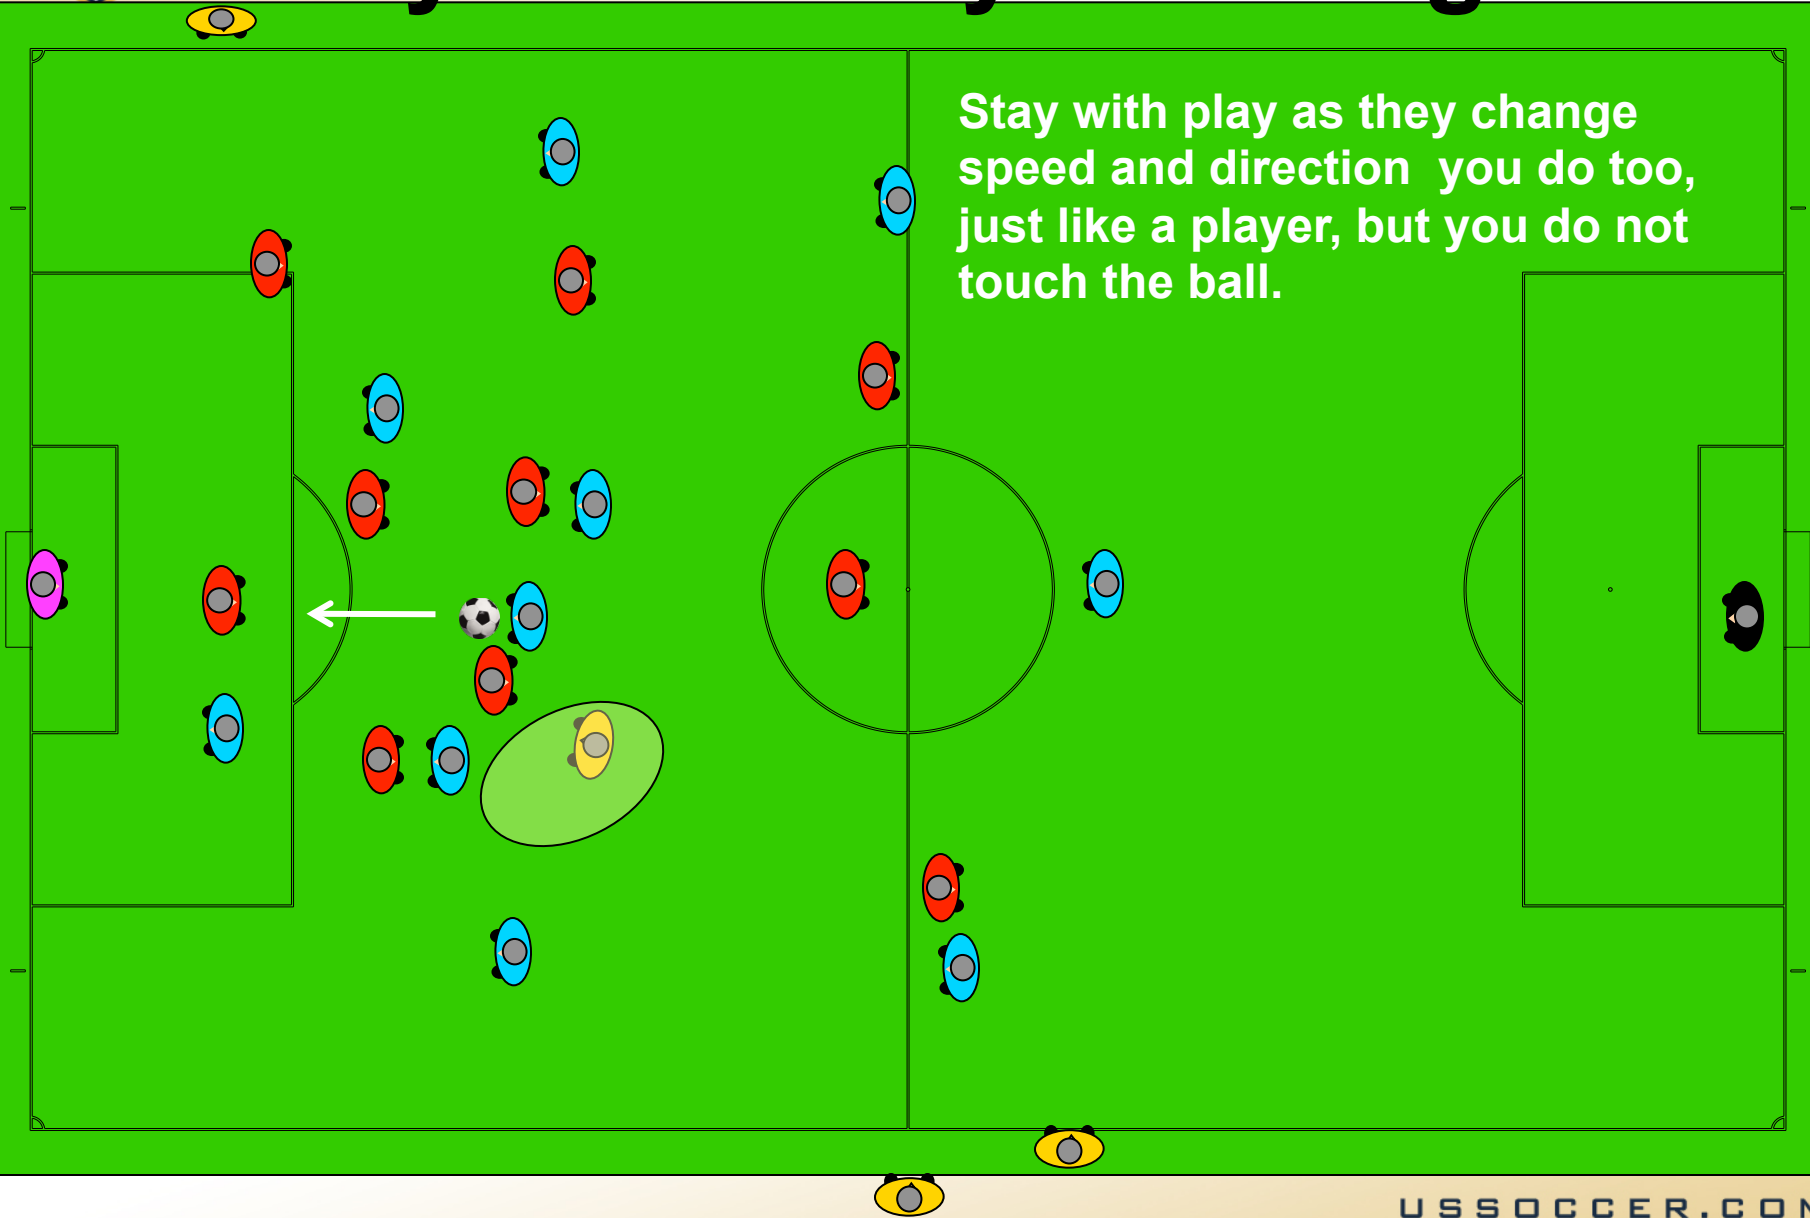 Stay with play as they change
speed and direction  you do too,
just like a player, but you do not
touch the ball.
USSOCCER.COM